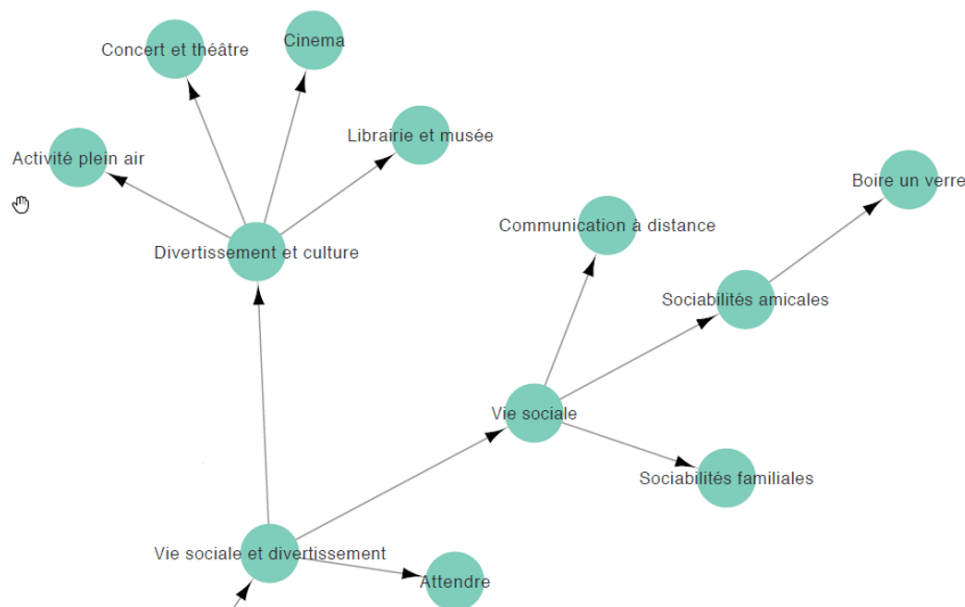 Cinema
Concert et théâtre
Librairie et musée
Activité plein air
Boire un verre
Communication à distance
Divertissement et culture
Sociabilités amicales
Vie sociale
Sociabilités familiales
Vie sociale et divertissement
Attendre